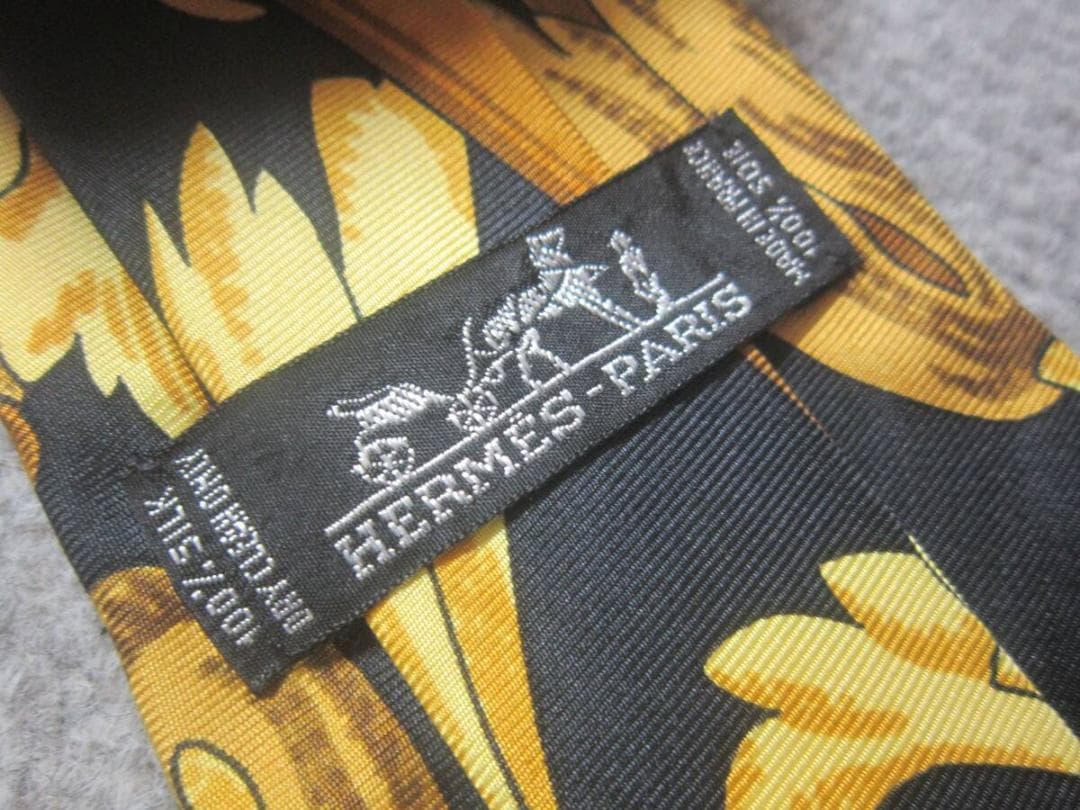 HERMES-PARIS
100% SILK
DRY CLEAN ONLY
100% SOIE
MADE IN FRANCE